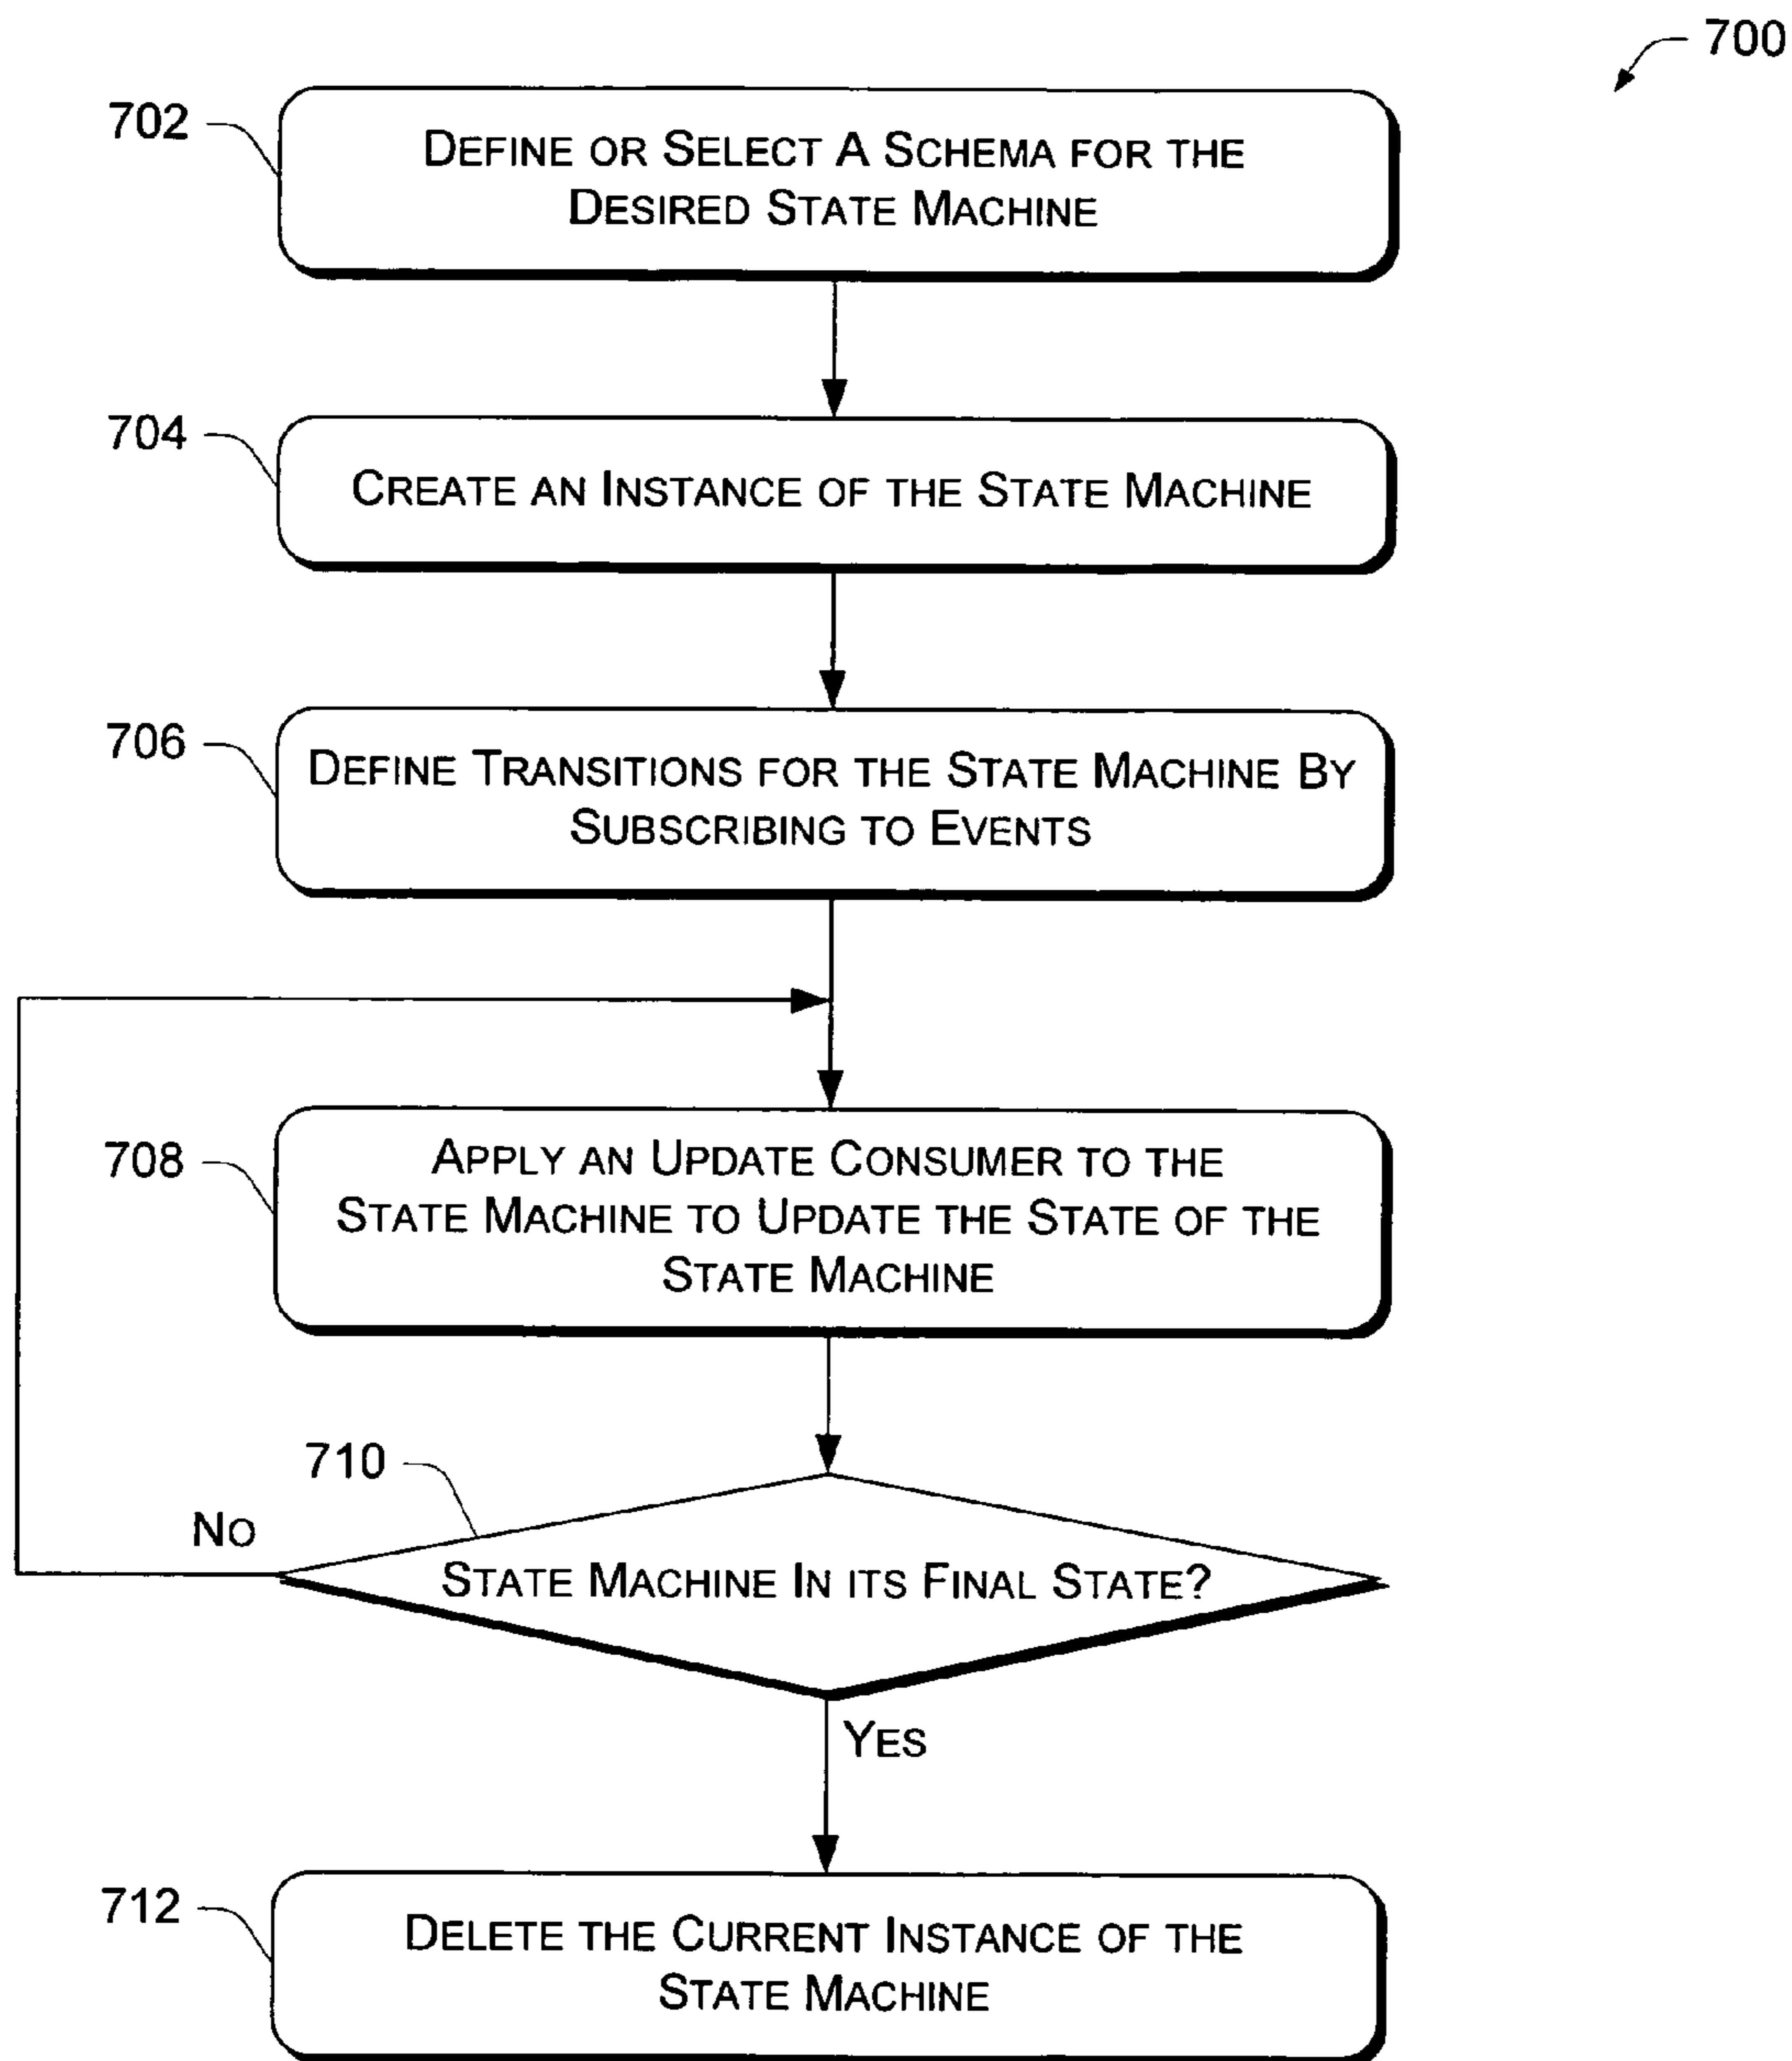 700
702
DEFINE OR SELECT A SCHEMA FOR THE
DESIRED STATE MACHINE
704
CREATE AN INSTANCE OF THE STATE MACHINE
706
DEFINE TRANSITIONS FOR THE STATE MACHINE BY
SUBSCRIBING TO EVENTS
708
APPLY AN UPDATE CONSUMER TO THE
STATE MACHINE TO UPDATE THE STATE OF THE
STATE MACHINE
710
NO
STATE MACHINE IN ITS FINAL STATE?
YES
712
DELETE THE CURRENT INSTANCE OF THE
STATE MACHINE